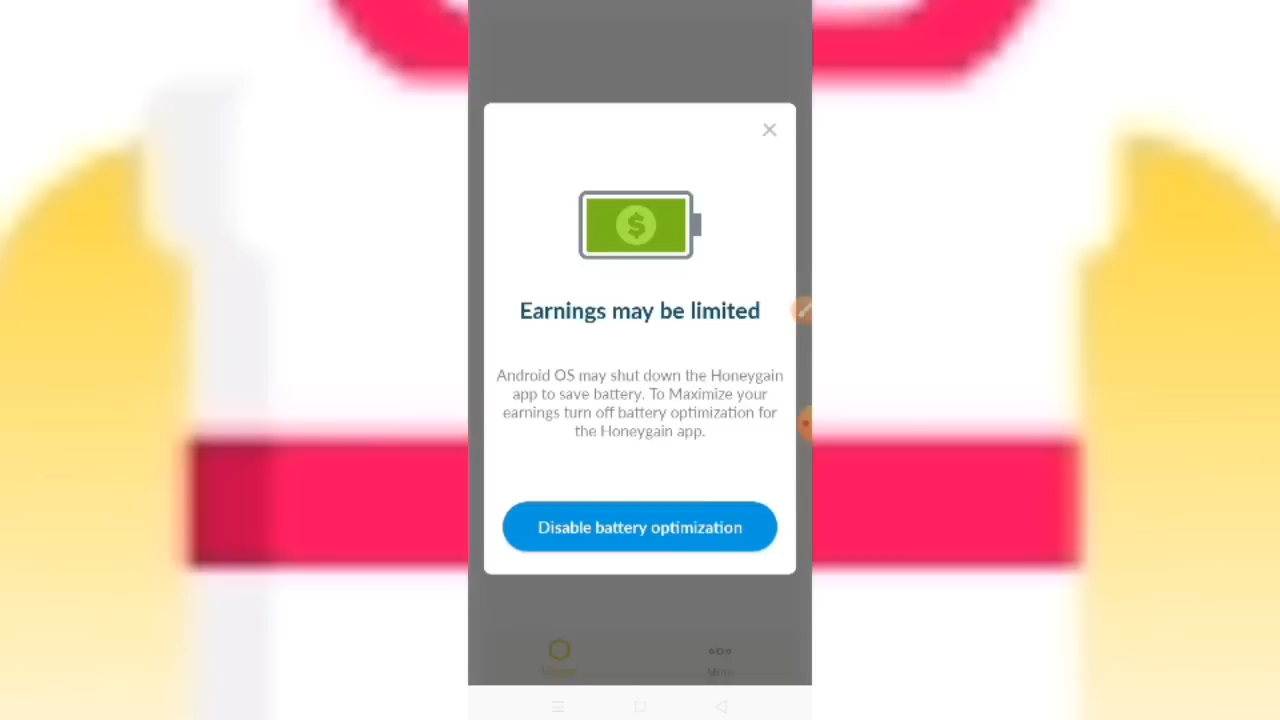 $
Earnings may be limited
Android OS may shut down the Honeygain
app to save battery. To Maximize your
earnings turn off battery optimization for
the Honeygain app.
Disable battery optimization